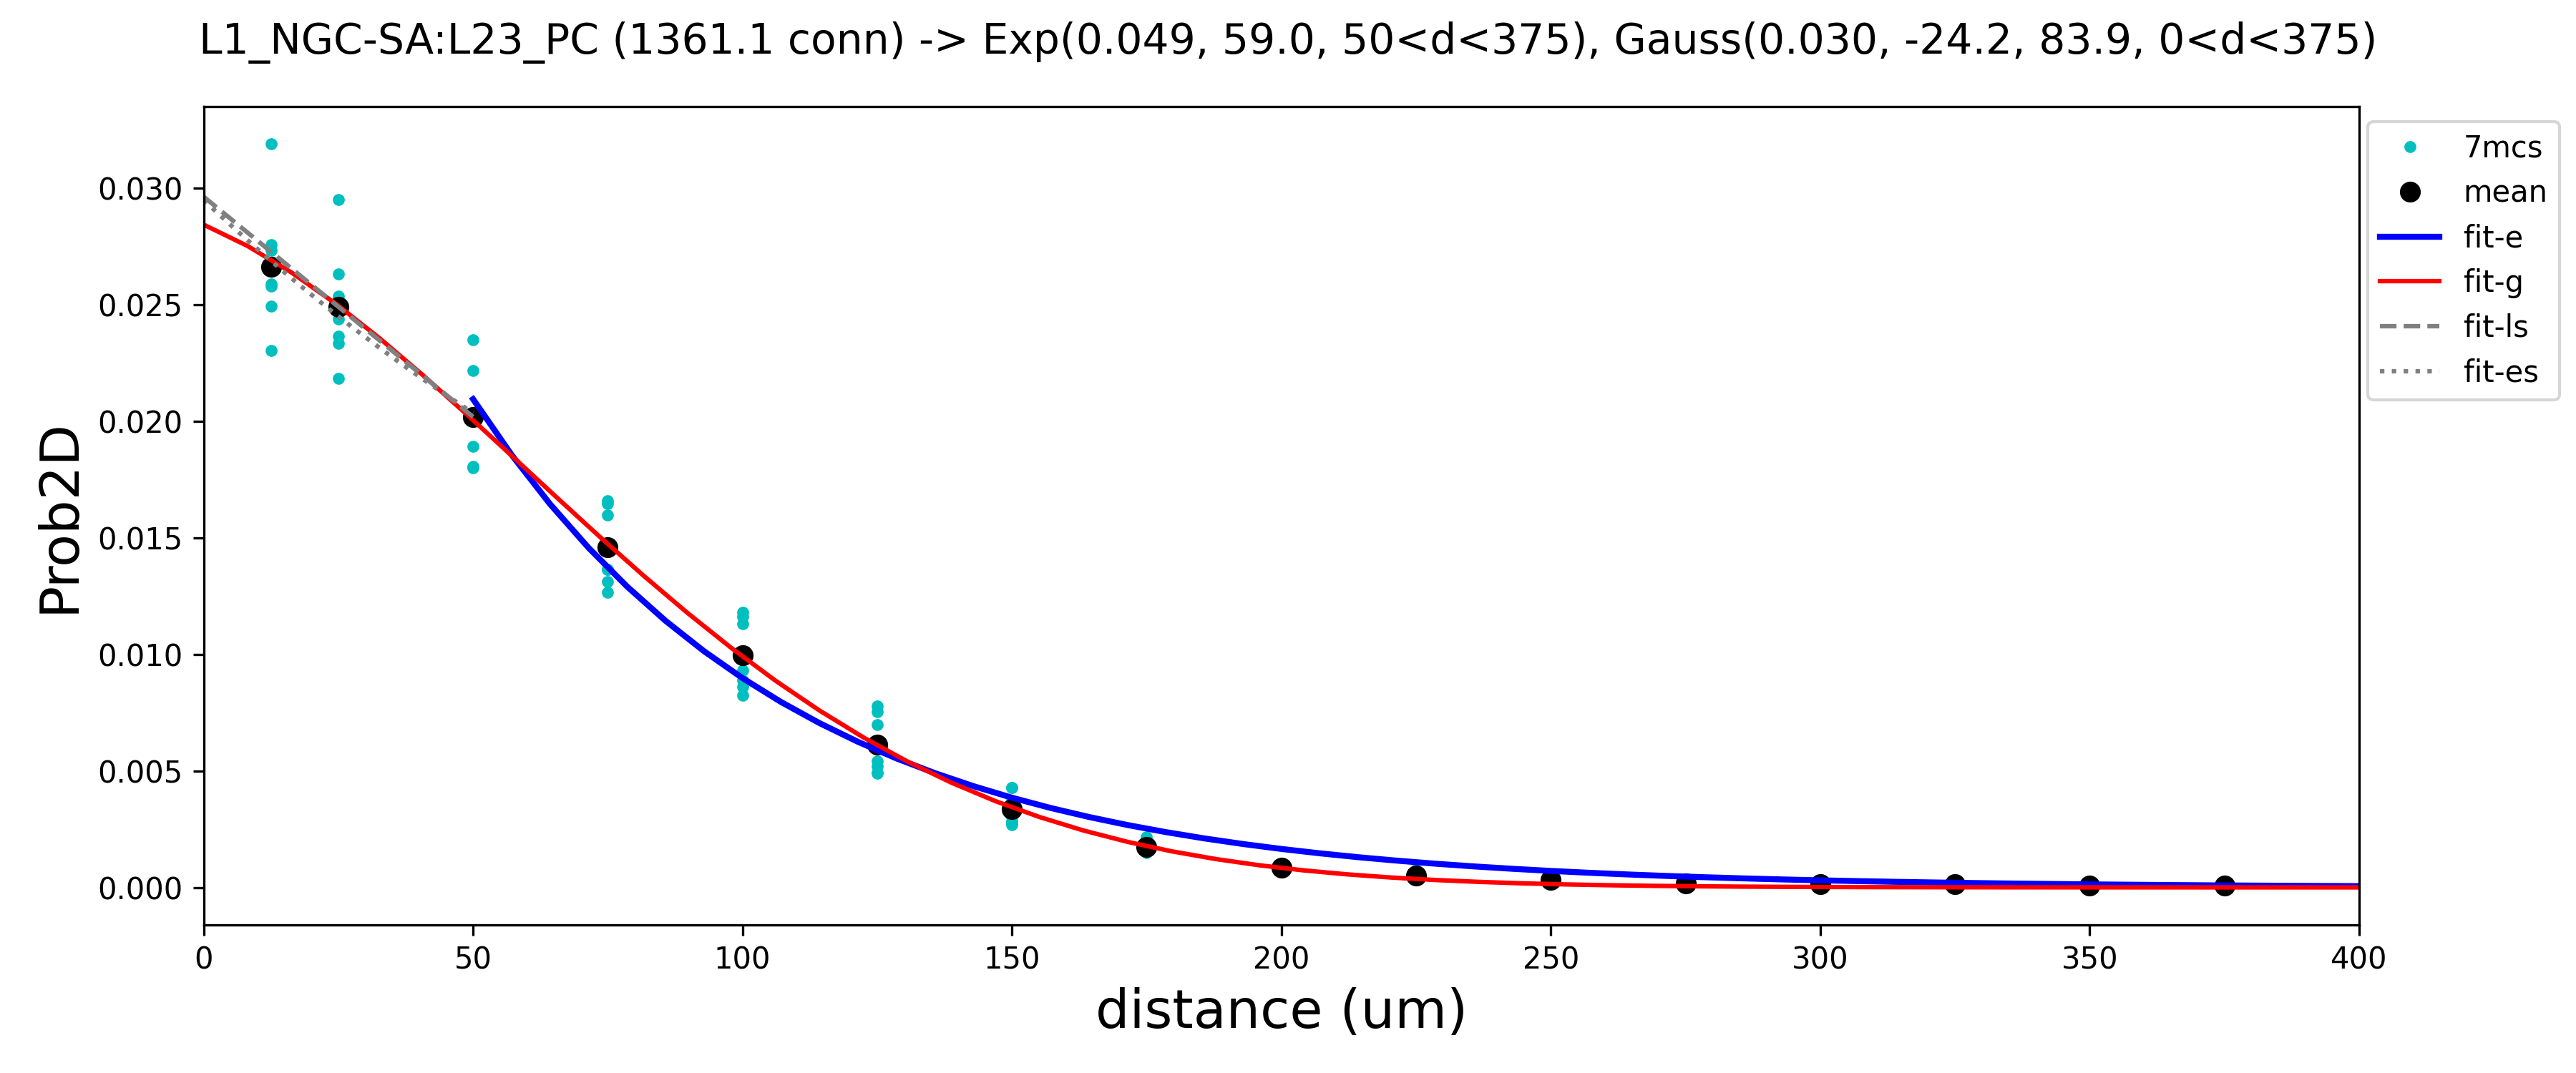 L1_NGC-SA:L23_PC (1361.1 conn) -> Exp(0.049, 59.0, 50<d<375), Gauss(0.030, -24.2, 83.9, 0<d<375)
7mcs
mean
fit-e
fit-g
fit-ls
fit-es
Prob2D
0.030
0.025
0.020
0.015
0.010
0.005
0.000
0 50 100 150 200 250 300 350 400
distance (um)